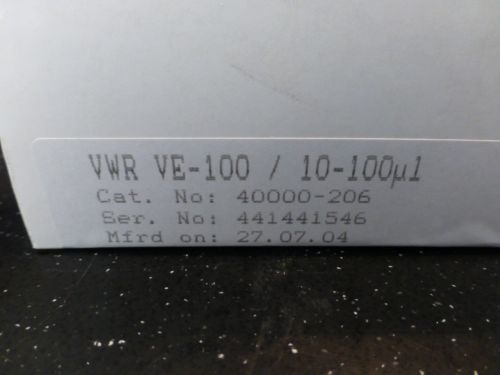 VWR VE-100 / 10-100µl
Cat. No: 40000-206
Ser. No: 441441546
Mfrd on: 27.07.04